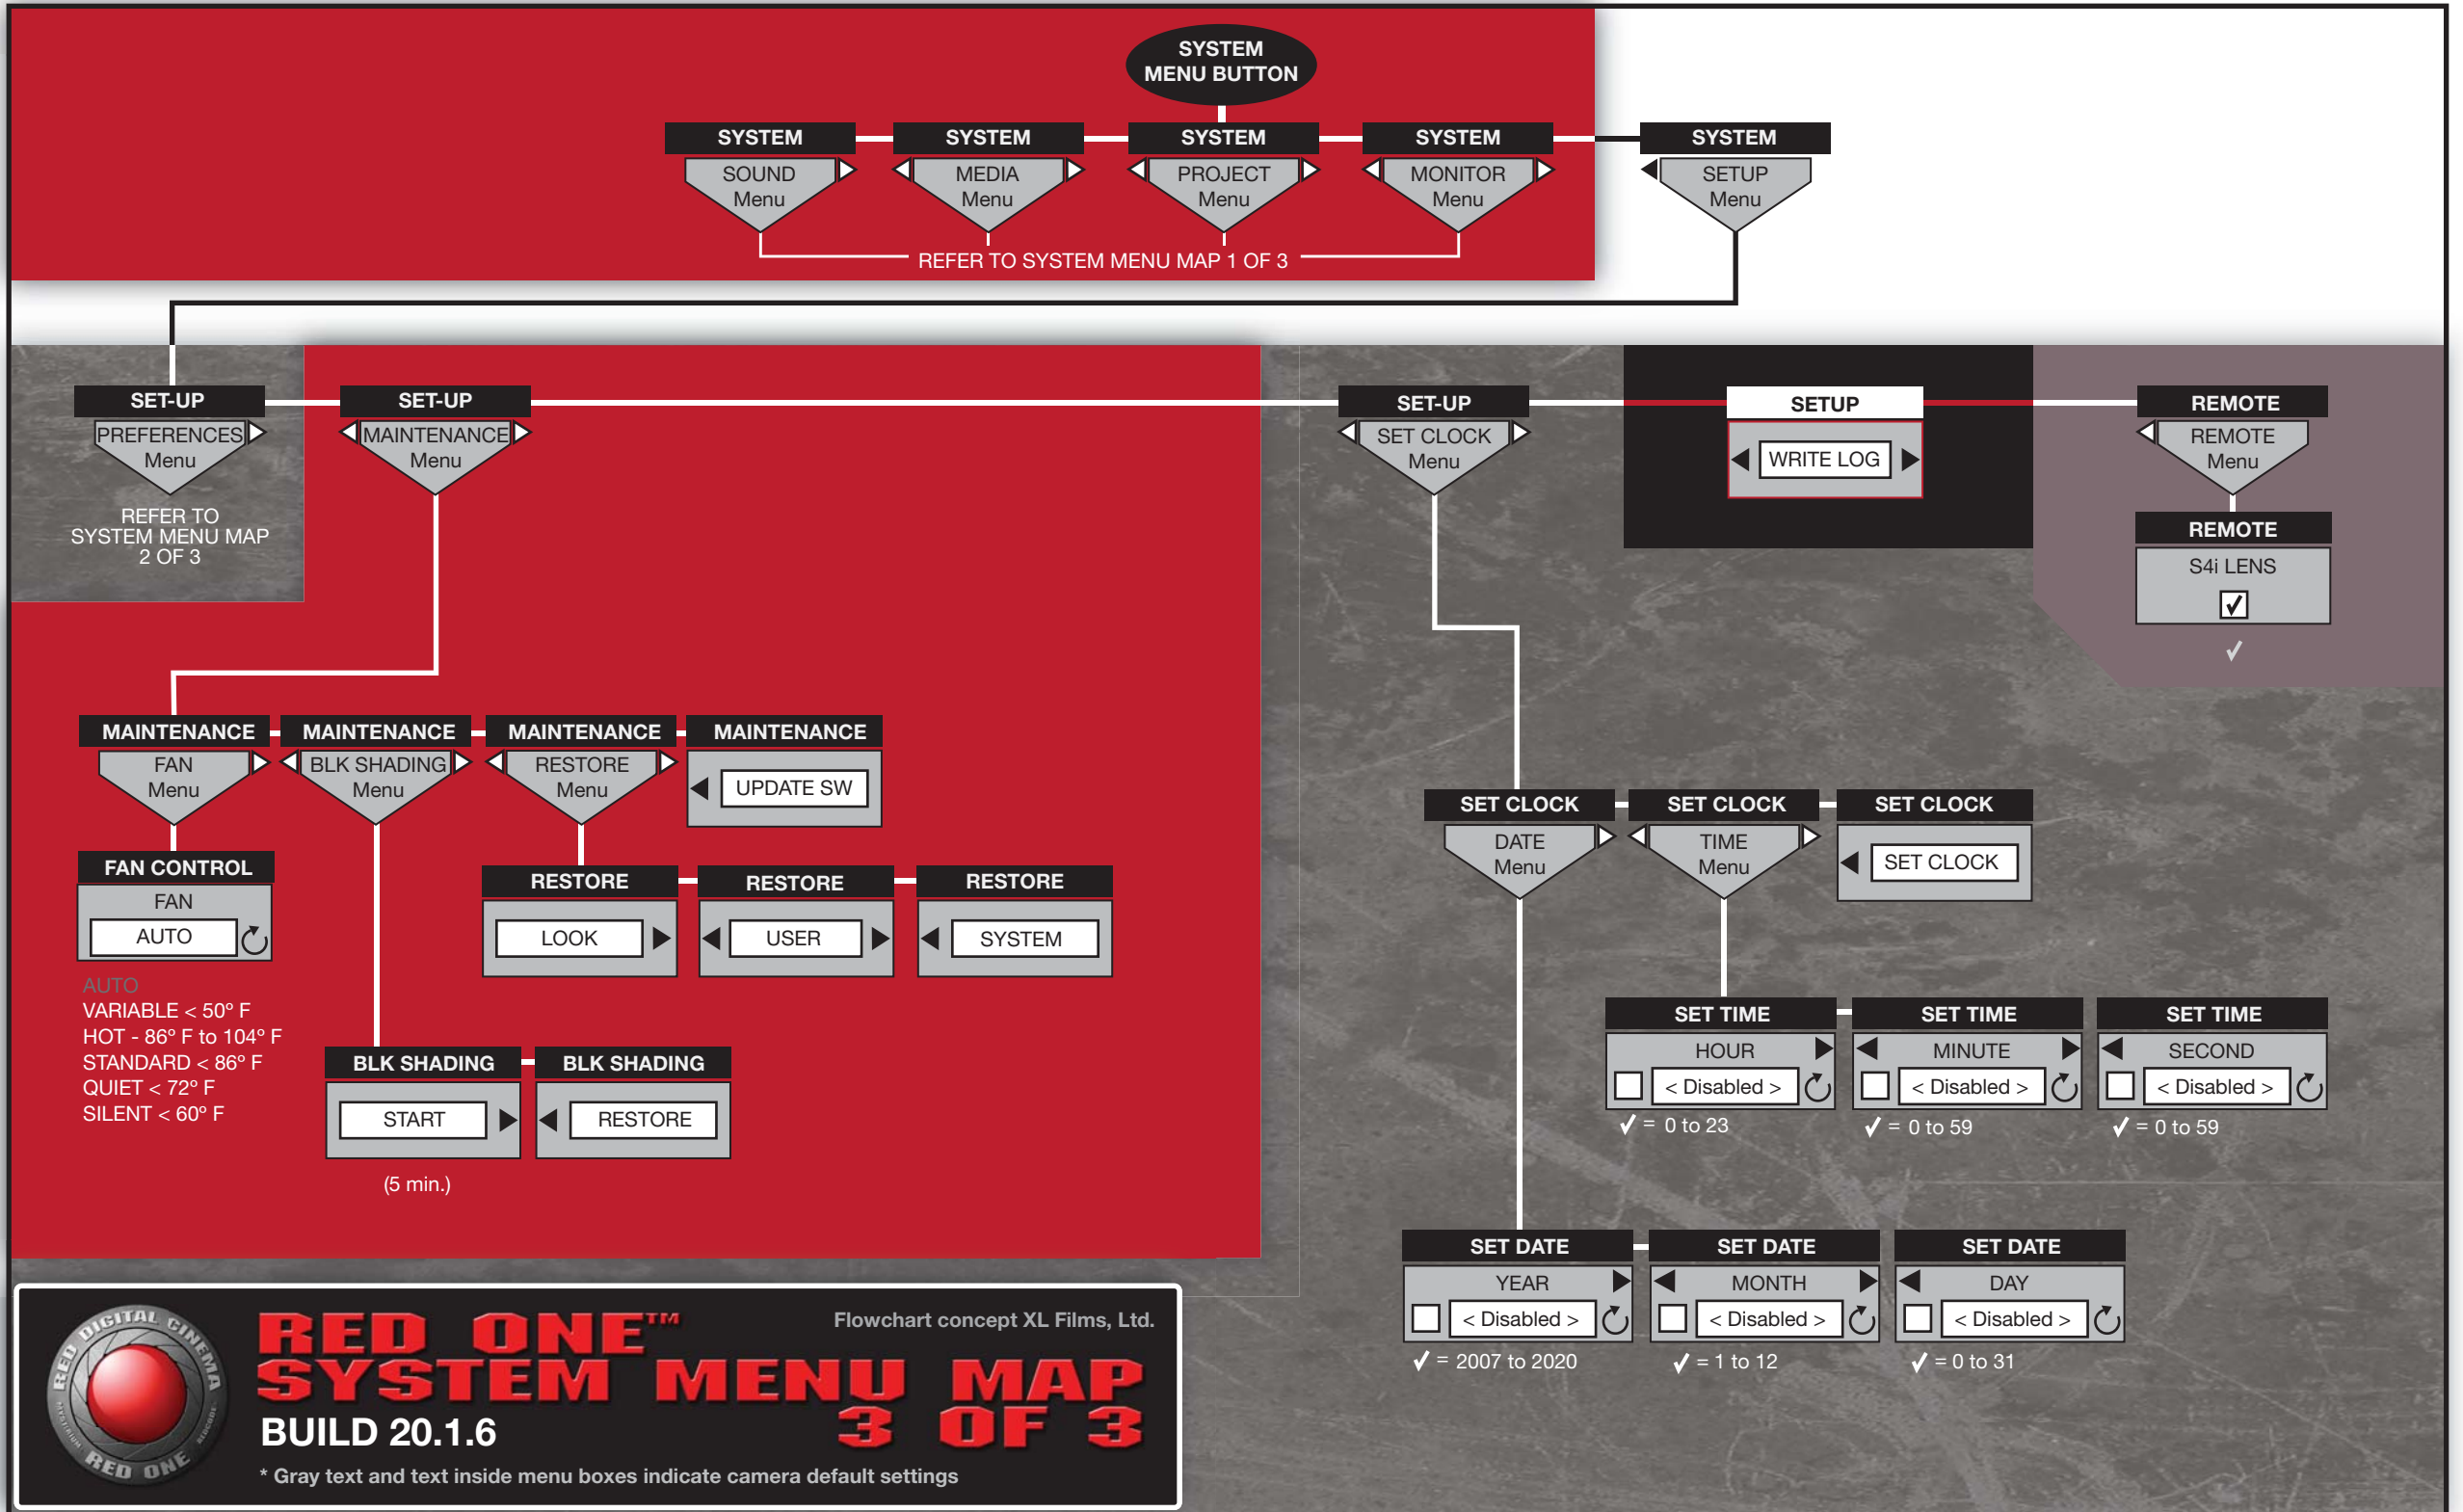 SYSTEM
MENU BUTTON
SYSTEM
SOUND
Menu
SYSTEM
MEDIA
Menu
SYSTEM
PROJECT
Menu
SYSTEM
MONITOR
Menu
SYSTEM
SETUP
Menu
REFER TO SYSTEM MENU MAP 1 OF 3
SET-UP
PREFERENCES
Menu
REFER TO
SYSTEM MENU MAP
2 OF 3
SET-UP
MAINTENANCE
Menu
SET-UP
SET CLOCK
Menu
SETUP
WRITE LOG
REMOTE
REMOTE
Menu
REMOTE
S4i LENS
✓
✓
MAINTENANCE
FAN
Menu
MAINTENANCE
BLK SHADING
Menu
MAINTENANCE
RESTORE
Menu
MAINTENANCE
UPDATE SW
FAN CONTROL
FAN
AUTO
AUTO
VARIABLE < 50º F
HOT - 86º F to 104º F
STANDARD < 86º F
QUIET < 72º F
SILENT < 60º F
RESTORE
LOOK
RESTORE
USER
RESTORE
SYSTEM
BLK SHADING
START
(5 min.)
BLK SHADING
RESTORE
SET CLOCK
DATE
Menu
SET CLOCK
TIME
Menu
SET CLOCK
SET CLOCK
SET TIME
HOUR
< Disabled >
✓ = 0 to 23
SET TIME
MINUTE
< Disabled >
✓ = 0 to 59
SET TIME
SECOND
< Disabled >
✓ = 0 to 59
SET DATE
YEAR
< Disabled >
✓ = 2007 to 2020
SET DATE
MONTH
< Disabled >
✓ = 1 to 12
SET DATE
DAY
< Disabled >
✓ = 0 to 31
RED DIGITAL CINEMA
MYSTERIUM
REDCODE
RED ONE
RED ONE™
Flowchart concept XL Films, Ltd.
SYSTEM MENU MAP
BUILD 20.1.6
3 OF 3
* Gray text and text inside menu boxes indicate camera default settings